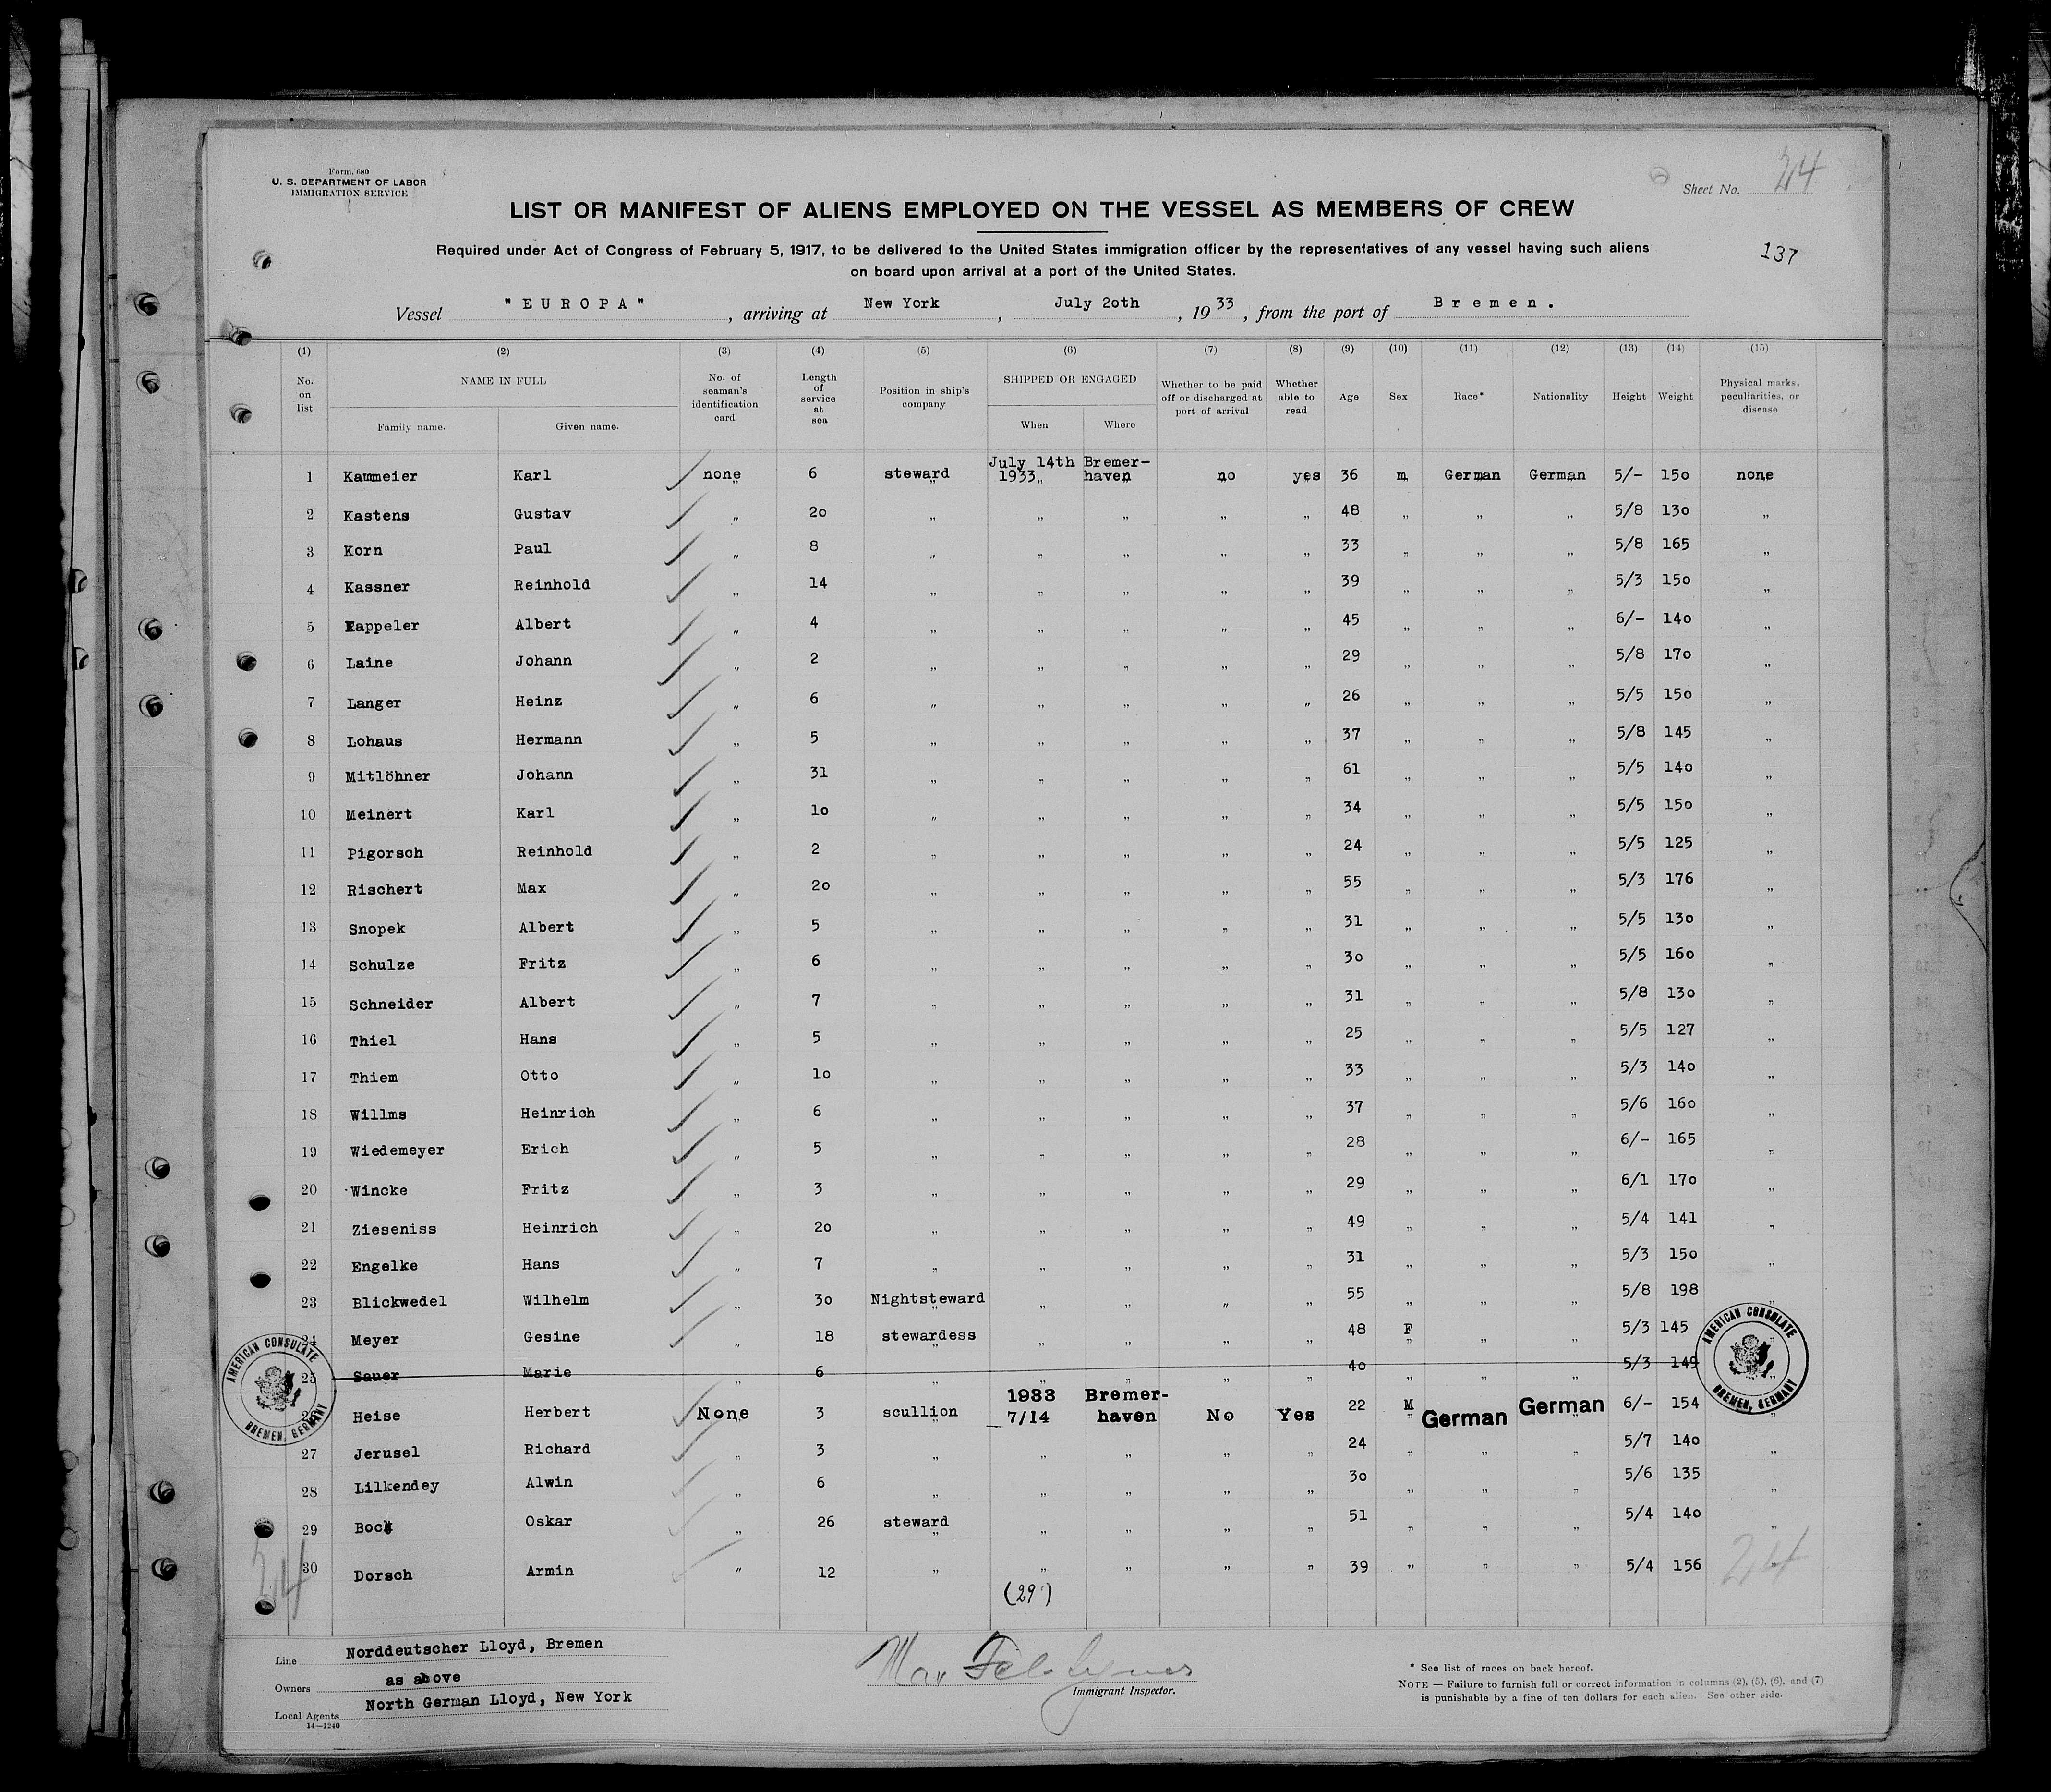 Form. 680
U. S. DEPARTMENT OF LABOR
IMMIGRATION SERVICE
Sheet No. 24
LIST OR MANIFEST OF ALIENS EMPLOYED ON THE VESSEL AS MEMBERS OF CREW
Required under Act of Congress of February 5, 1917, to be delivered to the United States immigration officer by the representatives of any vessel having such aliens
on board upon arrival at a port of the United States.
137
Vessel "EUROPA", arriving at New York, July 20th, 1933, from the port of Bremen.
(1) (2) (3) (4) (5) (6) (7) (8) (9) (10) (11) (12) (13) (14) (15)
No. on list NAME IN FULL Family name. Given name. No. of seaman's identification card Length of service at sea Position in ship's company SHIPPED OR ENGAGED When Where Whether to be paid off or discharged at port of arrival Whether able to read Age Sex Race* Nationality Height Weight Physical marks, peculiarities, or disease
1 Kammeier Karl none 6 steward July 14th 1933 Bremerhaven no yes 36 m German German 5/- 150 none
2 Kastens Gustav " 20 " " " " " 48 " " " 5/8 130 "
3 Korn Paul " 8 " " " " " 33 " " " 5/8 165 "
4 Kassner Reinhold " 14 " " " " " 39 " " " 5/3 150 "
5 Kappeler Albert " 4 " " " " " 45 " " " 6/- 140 "
6 Laine Johann " 2 " " " " " 29 " " " 5/8 170 "
7 Langer Heinz " 6 " " " " " 26 " " " 5/5 150 "
8 Lohaus Hermann " 5 " " " " " 37 " " " 5/8 145 "
9 Mitlöhner Johann " 31 " " " " " 61 " " " 5/5 140 "
10 Meinert Karl " 10 " " " " " 34 " " " 5/5 150 "
11 Pigorsch Reinhold " 2 " " " " " 24 " " " 5/5 125 "
12 Rischert Max " 20 " " " " " 55 " " " 5/3 176 "
13 Snopek Albert " 5 " " " " " 31 " " " 5/5 130 "
14 Schulze Fritz " 6 " " " " " 30 " " " 5/5 160 "
15 Schneider Albert " 7 " " " " " 31 " " " 5/8 130 "
16 Thiel Hans " 5 " " " " " 25 " " " 5/5 127 "
17 Thiem Otto " 10 " " " " " 33 " " " 5/3 140 "
18 Willms Heinrich " 6 " " " " " 37 " " " 5/6 160 "
19 Wiedemeyer Erich " 5 " " " " " 28 " " " 6/- 165 "
20 Wincke Fritz " 3 " " " " " 29 " " " 6/1 170 "
21 Zieseniss Heinrich " 20 " " " " " 49 " " " 5/4 141 "
22 Engelke Hans " 7 " " " " " 31 " " " 5/3 150 "
23 Blickwedel Wilhelm " 30 Nightsteward " " " " 55 " " " 5/8 198 "
24 Meyer Gesine " 18 stewardess " " " " 48 F " " 5/3 145 "
25 Sauer Marie " 6 " " " " " 40 " " " 5/3 149 "
26 Heise Herbert None 3 scullion 1933 7/14 Bremerhaven No Yes 22 M German German 6/- 154 "
27 Jerusel Richard " 3 " " " " " 24 " " " 5/7 140 "
28 Lilkendey Alwin " 6 " " " " " 30 " " " 5/6 135 "
29 Bock Oskar " 26 steward " " " " 51 " " " 5/4 140 "
30 Dorsch Armin " 12 " " " " " 39 " " " 5/4 156
(29)
24
24
AMERICAN CONSULATE BREMEN, GERMANY
AMERICAN CONSULATE BREMEN, GERMANY
Line Norddeutscher Lloyd, Bremen
Owners as above
Local Agents North German Lloyd, New York
14—1240
Immigrant Inspector.
* See list of races on back hereof.
NOTE — Failure to furnish full or correct information in columns (2), (5), (6), and (7)
is punishable by a fine of ten dollars for each alien. See other side.